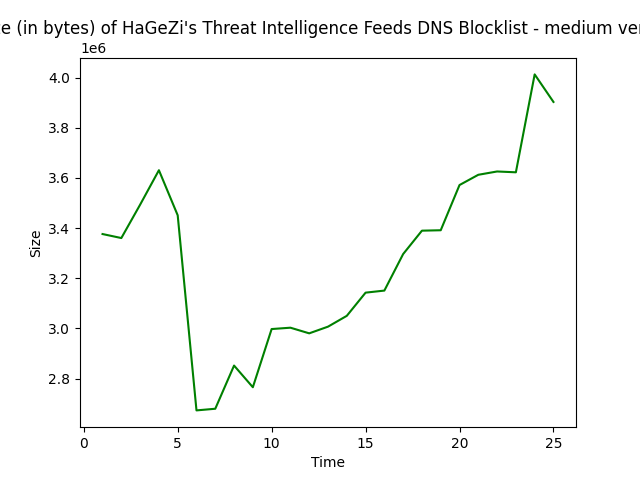 (in bytes) of HaGeZi's Threat Intelligence Feeds DNS Blocklist - medium
1e6
4.0
3.8
3.6
3.4
3.2
3.0
2.8
Size
0 5 10 15 20 25
Time